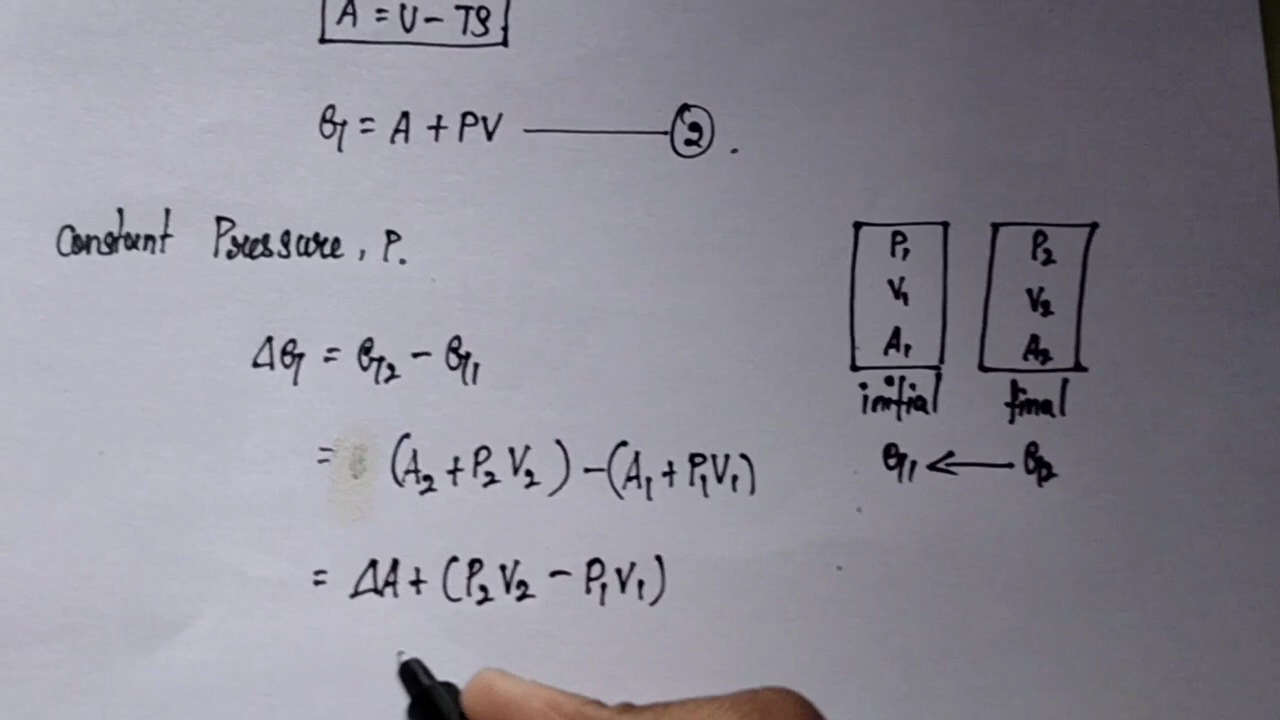 A = U - TS
G = A + PV ——— ②.
Constant Pressure, P.
ΔG = G₂ - G₁
= (A₂ + P₂V₂) - (A₁ + P₁V₁)
= ΔA + (P₂V₂ - P₁V₁)
P₁
V₁
A₁
initial
G₁ ← G₂
P₂
V₂
A₂
final